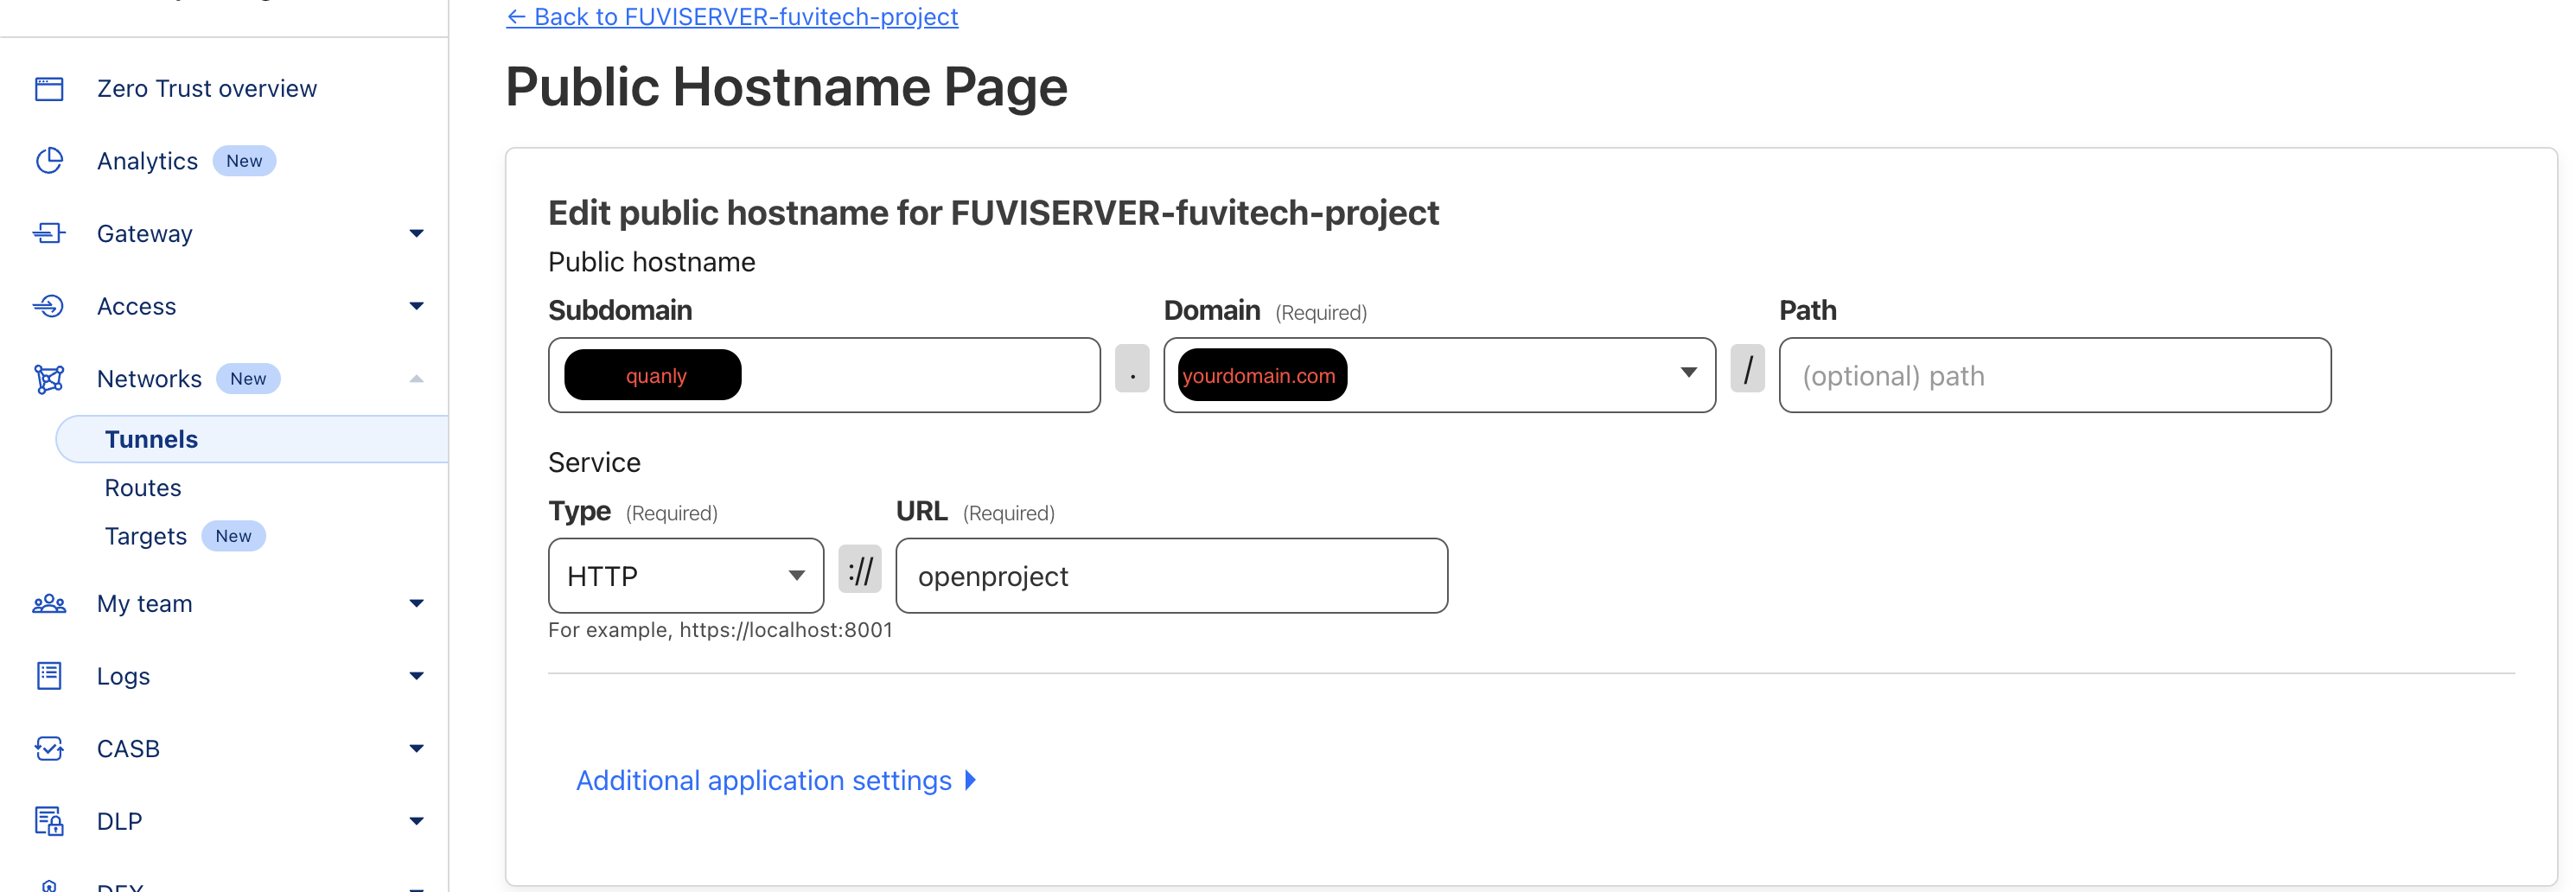 ← Back to FUVISERVER-fuvitech-project
Public Hostname Page
Zero Trust overview
Analytics New
Gateway
Access
Networks New
Tunnels
Routes
Targets New
My team
Logs
CASB
DLP
Edit public hostname for FUVISERVER-fuvitech-project
Public hostname
Subdomain
Domain (Required)
Path
quanly . yourdomain.com / (optional) path
Service
Type (Required)
URL (Required)
HTTP :// openproject
For example, https://localhost:8001
Additional application settings